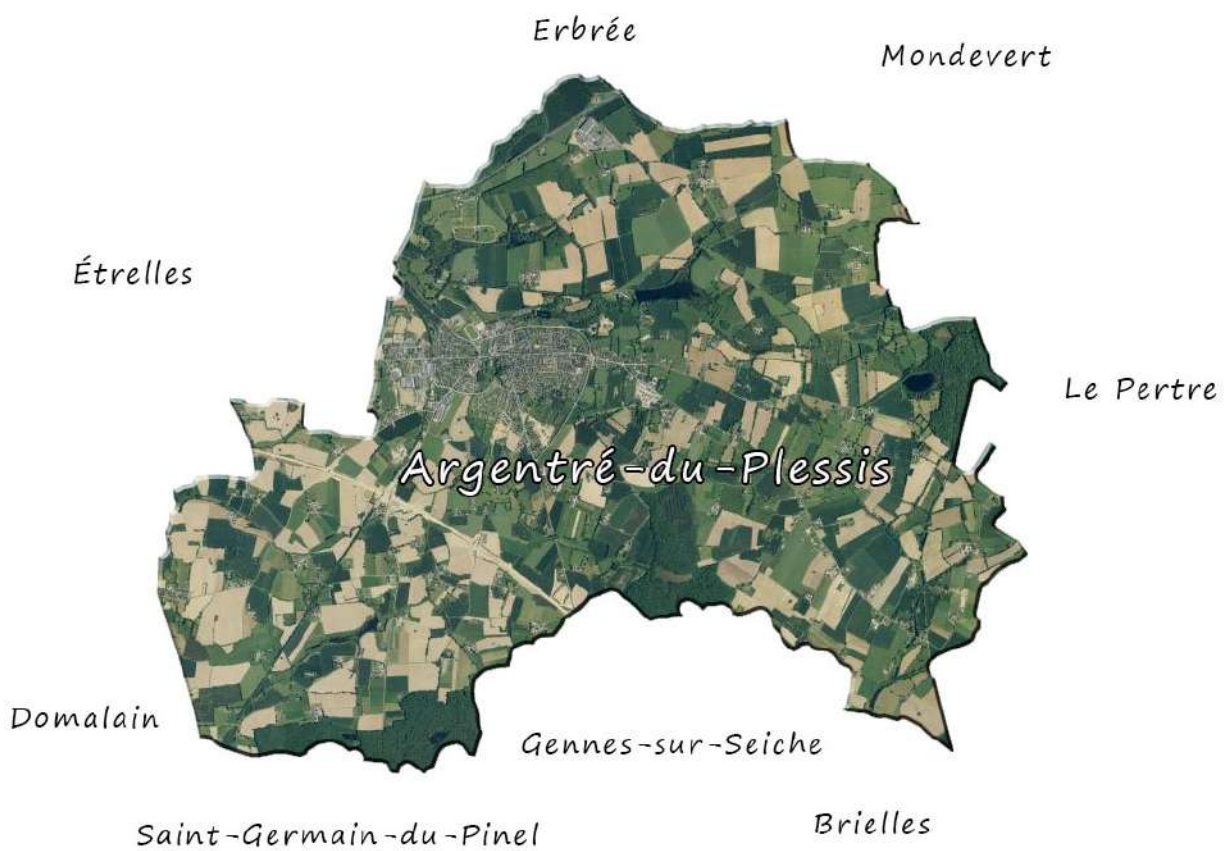 Erbrée
Mondevert
Étrelles
Le Pertre
Argentré-du-Plessis
Domalain
Gennes-sur-Seiche
Saint-Germain-du-Pinel
Brielles